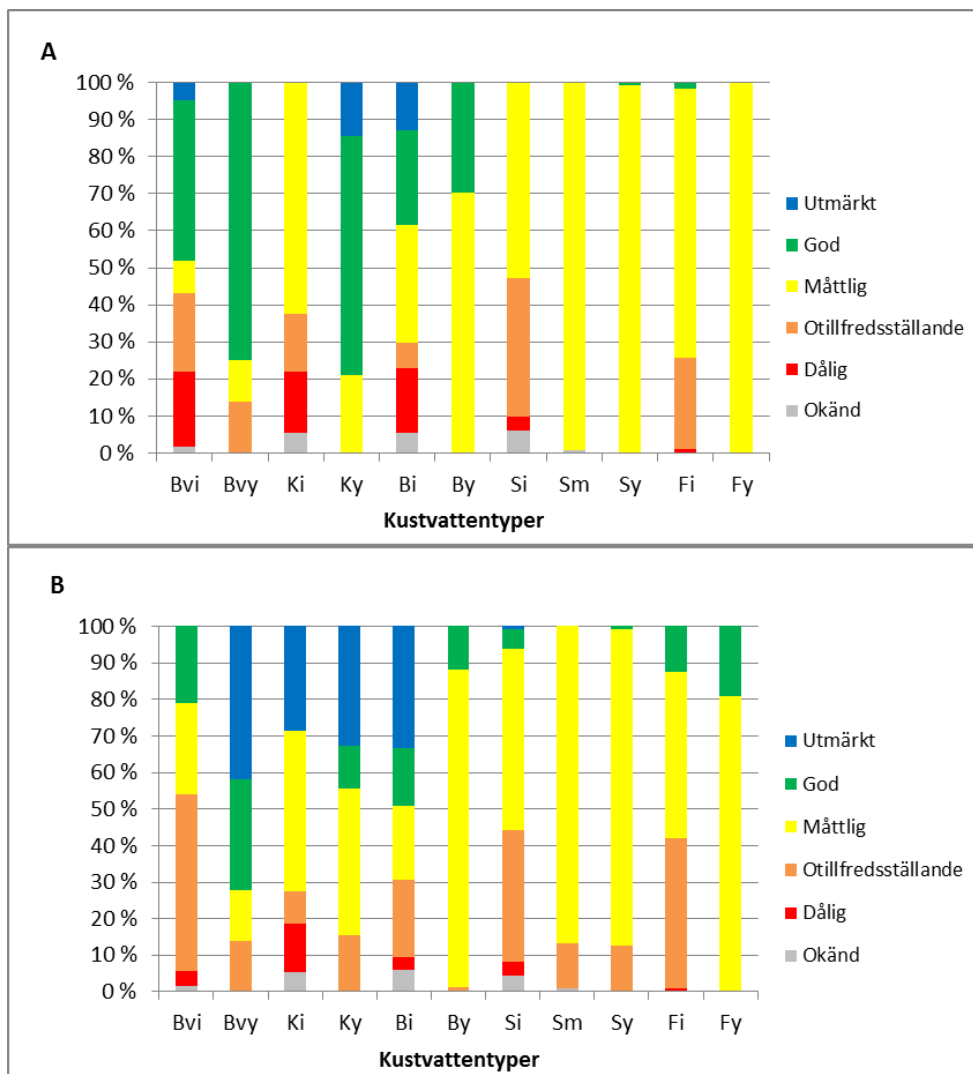 A
100 %
90 %
80 %
70 %
60 %
50 %
40 %
30 %
20 %
10 %
0 %
Bvi Bvy Ki Ky Bi By Si Sm Sy Fi Fy
Kustvattentyper
Utmärkt
God
Måttlig
Otillfredsställande
Dålig
Okänd
B
100 %
90 %
80 %
70 %
60 %
50 %
40 %
30 %
20 %
10 %
0 %
Bvi Bvy Ki Ky Bi By Si Sm Sy Fi Fy
Kustvattentyper
Utmärkt
God
Måttlig
Otillfredsställande
Dålig
Okänd